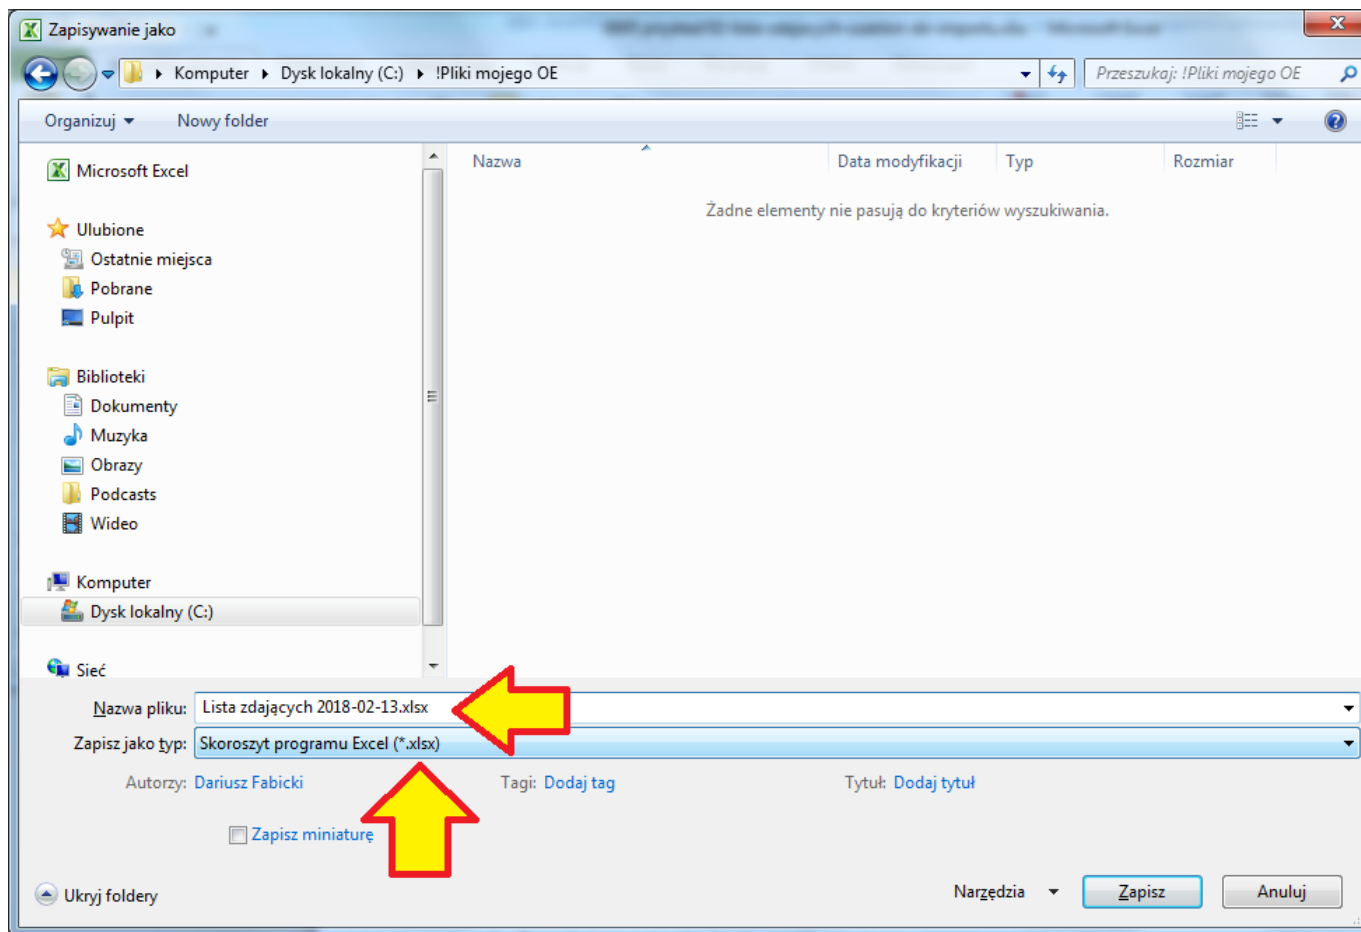 Zapisywanie jako
Komputer Dysk lokalny (C:) !Pliki mojego OE
Przeszukaj: !Pliki mojego OE
Organizuj
Nowy folder
Microsoft Excel
Ulubione
Ostatnie miejsca
Pobrane
Pulpit
Biblioteki
Dokumenty
Muzyka
Obrazy
Podcasts
Wideo
Komputer
Dysk lokalny (C:)
Sieć
Nazwa Data modyfikacji Typ Rozmiar
Żadne elementy nie pasują do kryteriów wyszukiwania.
Nazwa pliku: Lista zdających 2018-02-13.xlsx
Zapisz jako typ: Skoroszyt programu Excel (*.xlsx)
Autorzy: Dariusz Fabicki Tagi: Dodaj tag Tytuł: Dodaj tytuł
Zapisz miniaturę
Ukryj foldery
Narzędzia Zapisz Anuluj